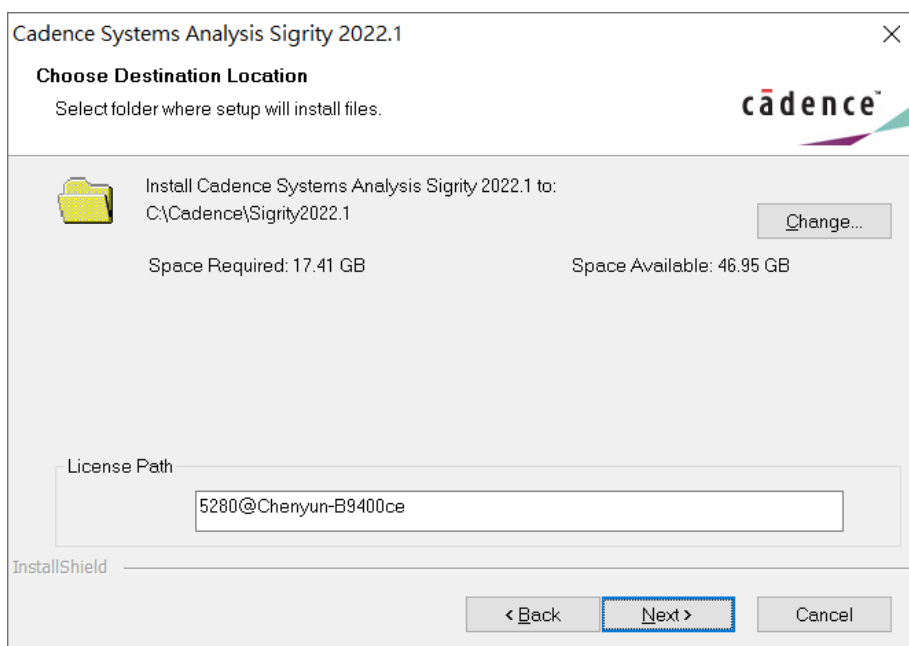 Cadence Systems Analysis Sigrity 2022.1
Choose Destination Location
Select folder where setup will install files.
cādence™
Install Cadence Systems Analysis Sigrity 2022.1 to:
C:\Cadence\Sigrity2022.1
Change...
Space Required: 17.41 GB
Space Available: 46.95 GB
License Path
5280@Chenyun-B9400ce
InstallShield
< Back
Next >
Cancel